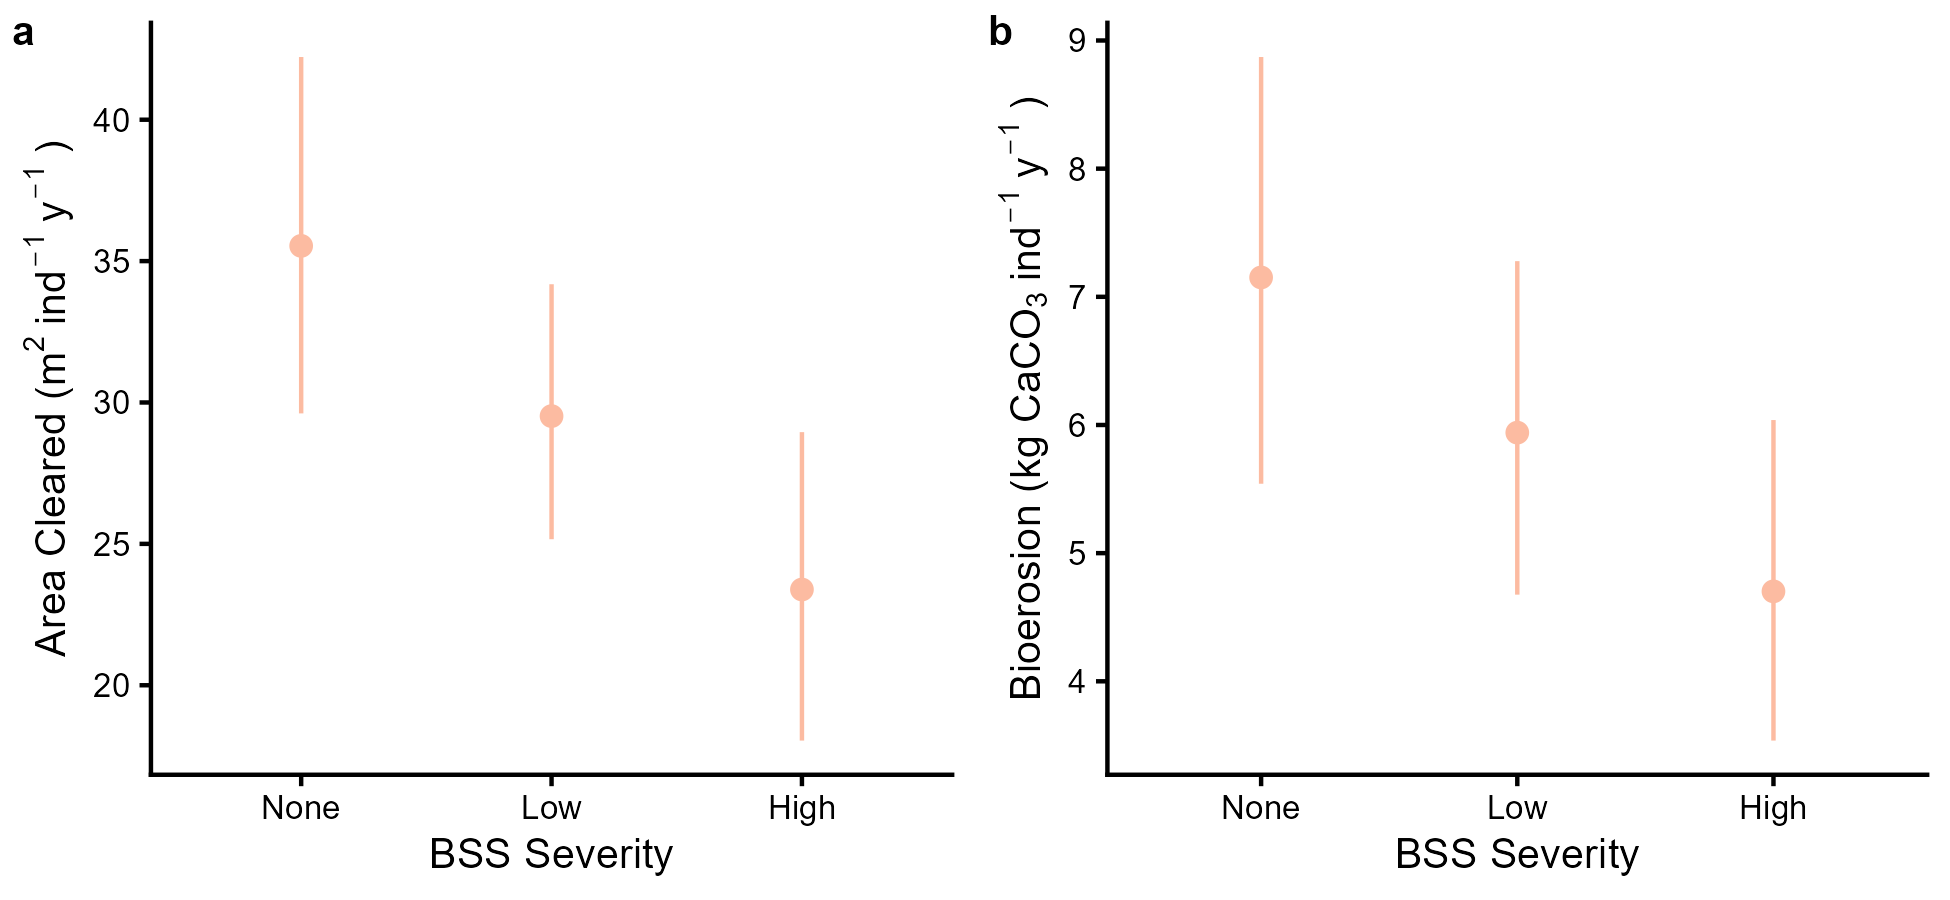 a
Area Cleared (m² ind⁻¹ y⁻¹ )
40
35
30
25
20
None Low High
BSS Severity
b
Bioerosion (kg CaCO₃ ind⁻¹ y⁻¹ )
9
8
7
6
5
4
None Low High
BSS Severity